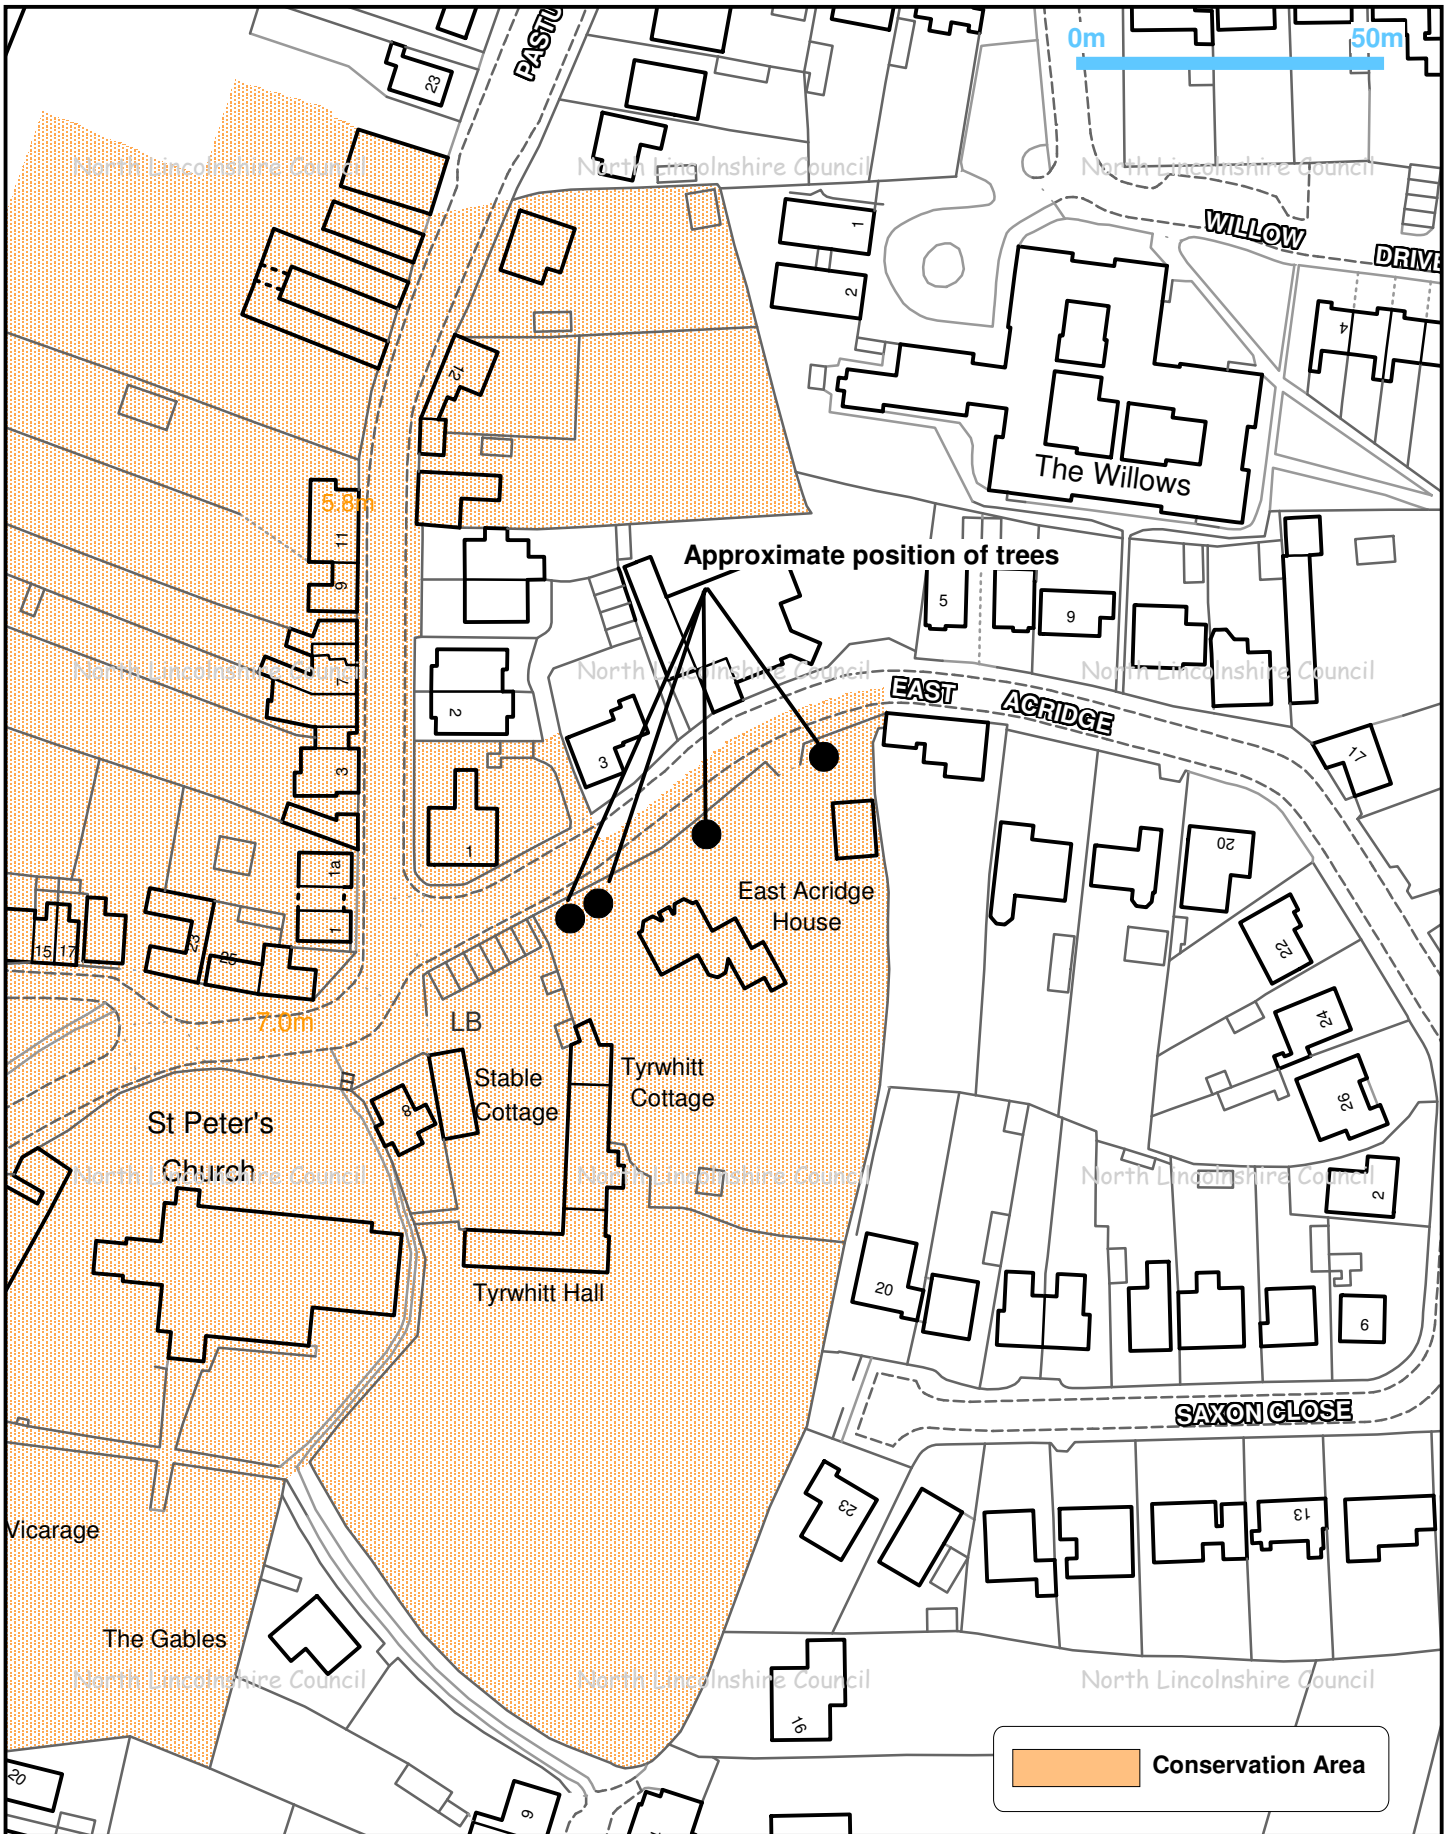 0m
50m
PASTU
23
North Lincolnshire Council
North Lincolnshire Council
North Lincolnshire Council
1
WILLOW
DRIVE
2
4
12
The Willows
5.8m
11
9
Approximate position of trees
5
9
North Lincolnshire Council
North Lincolnshire Council
North Lincolnshire Council
7
EAST ACRIDGE
2
3
3
17
1
20
1a
East Acridge
House
1
15
17
23
25
22
7.0m
LB
24
Stable
Cottage
Tyrwhitt
Cottage
8
26
St Peter's
Church
North Lincolnshire Council
North Lincolnshire Council
North Lincolnshire Council
2
Tyrwhitt Hall
20
6
SAXON CLOSE
23
13
Vicarage
The Gables
North Lincolnshire Council
North Lincolnshire Council
North Lincolnshire Council
16
Conservation Area
20